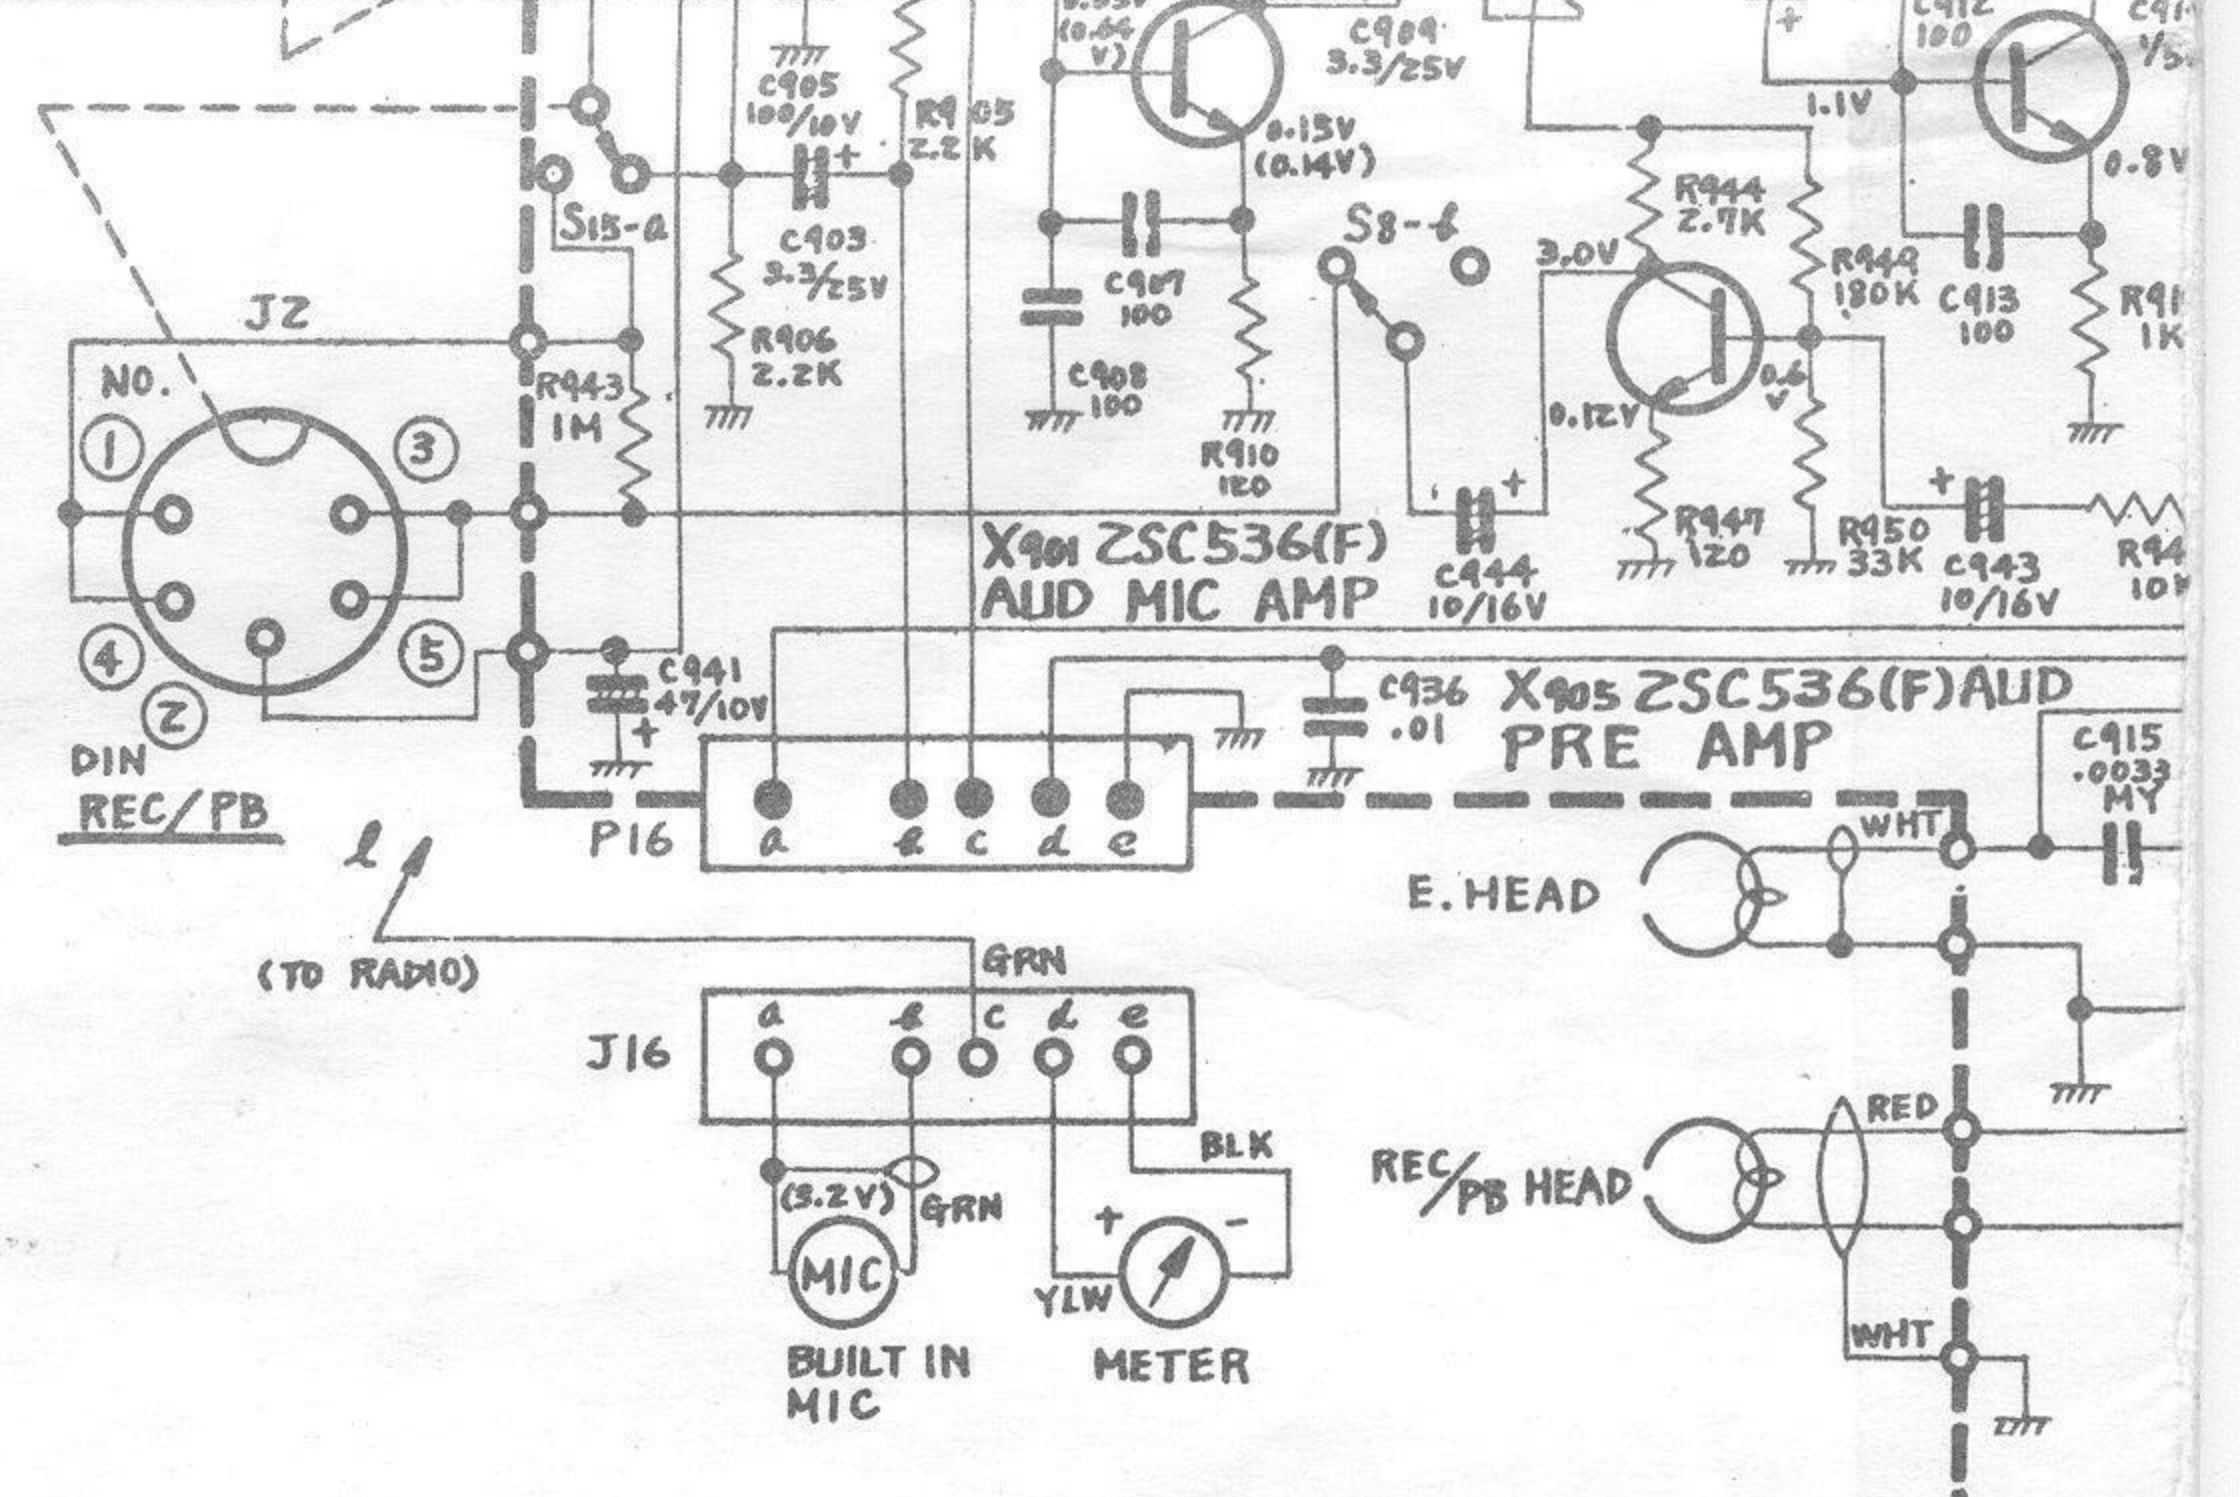 (0.64
V)
C909
3.3/25V
C912
100
C905
100/10V
+
R905
2.2K
0.15V
(0.14V)
1.1V
+
0.8V
S15-a
C903
3.3/25V
R944
2.7K
S8-b
3.0V
R949
180K
C913
100
1K
J2
NO.
R943
1M
R906
2.2K
C907
100
C908
100
0.6
V
0.12V
1
3
R910
120
X901 2SC536(F)
AUD MIC AMP
C944
10/16V
+
R947
120
R950
33K
+
C943
10/16V
4
5
2
C941
47/10V
+
C936
.01
X905 2SC536(F) AUD
PRE AMP
C915
.0033
MY
DIN
REC/PB
P16
a b c d e
WHT
E. HEAD
l
(TO RADIO)
GRN
J16
a b c d e
BLK
RED
REC/PB HEAD
(3.2V)
GRN
+ -
MIC
YLW
WHT
BUILT IN
MIC
METER